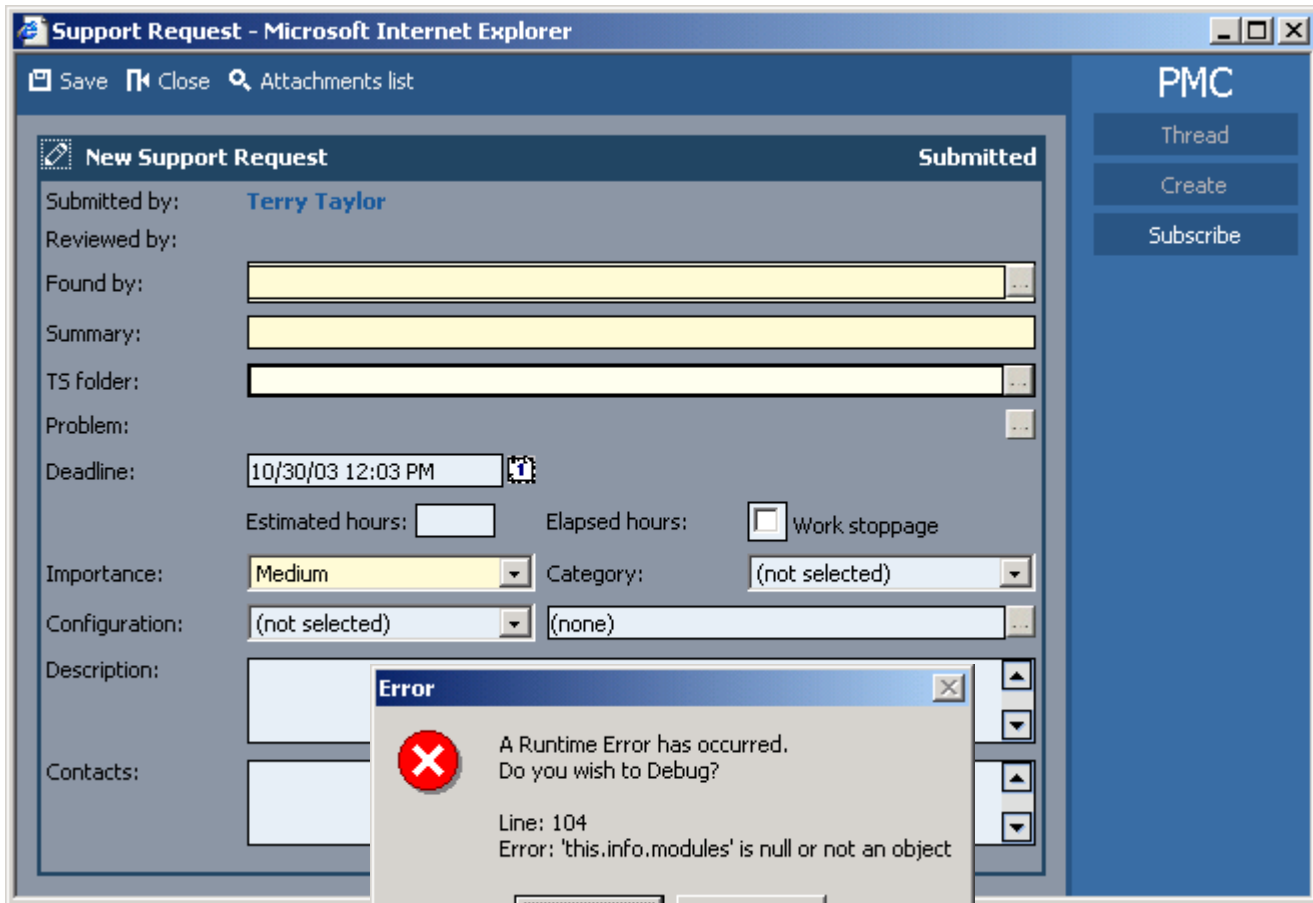 Support Request - Microsoft Internet Explorer
Save Close Attachments list
PMC
Thread
Create
Subscribe
New Support Request Submitted
Submitted by: Terry Taylor
Reviewed by:
Found by: ...
Summary:
TS folder: ...
Problem: ...
Deadline: 10/30/03 12:03 PM 1
Estimated hours: Elapsed hours: Work stoppage
Importance: Medium Category: (not selected)
Configuration: (not selected) (none) ...
Description:
Contacts:
Error
A Runtime Error has occurred.
Do you wish to Debug?
Line: 104
Error: 'this.info.modules' is null or not an object